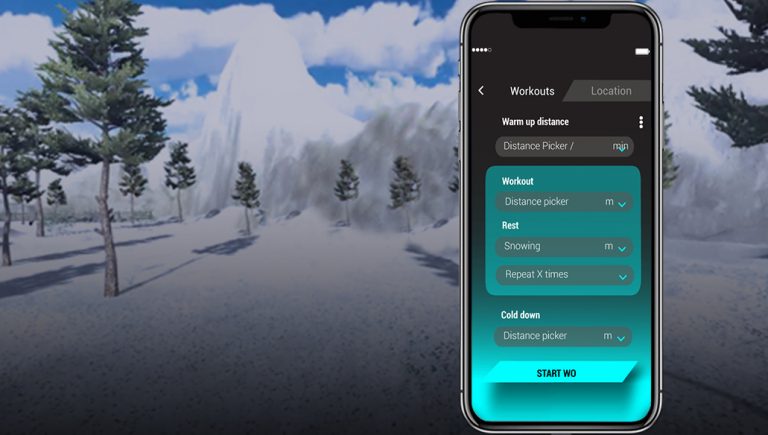 Workouts
Location
Warm up distance
Distance Picker /
min
Workout
Distance picker
m
Rest
Snowing
m
Repeat X times
Cold down
Distance picker
m
START WO